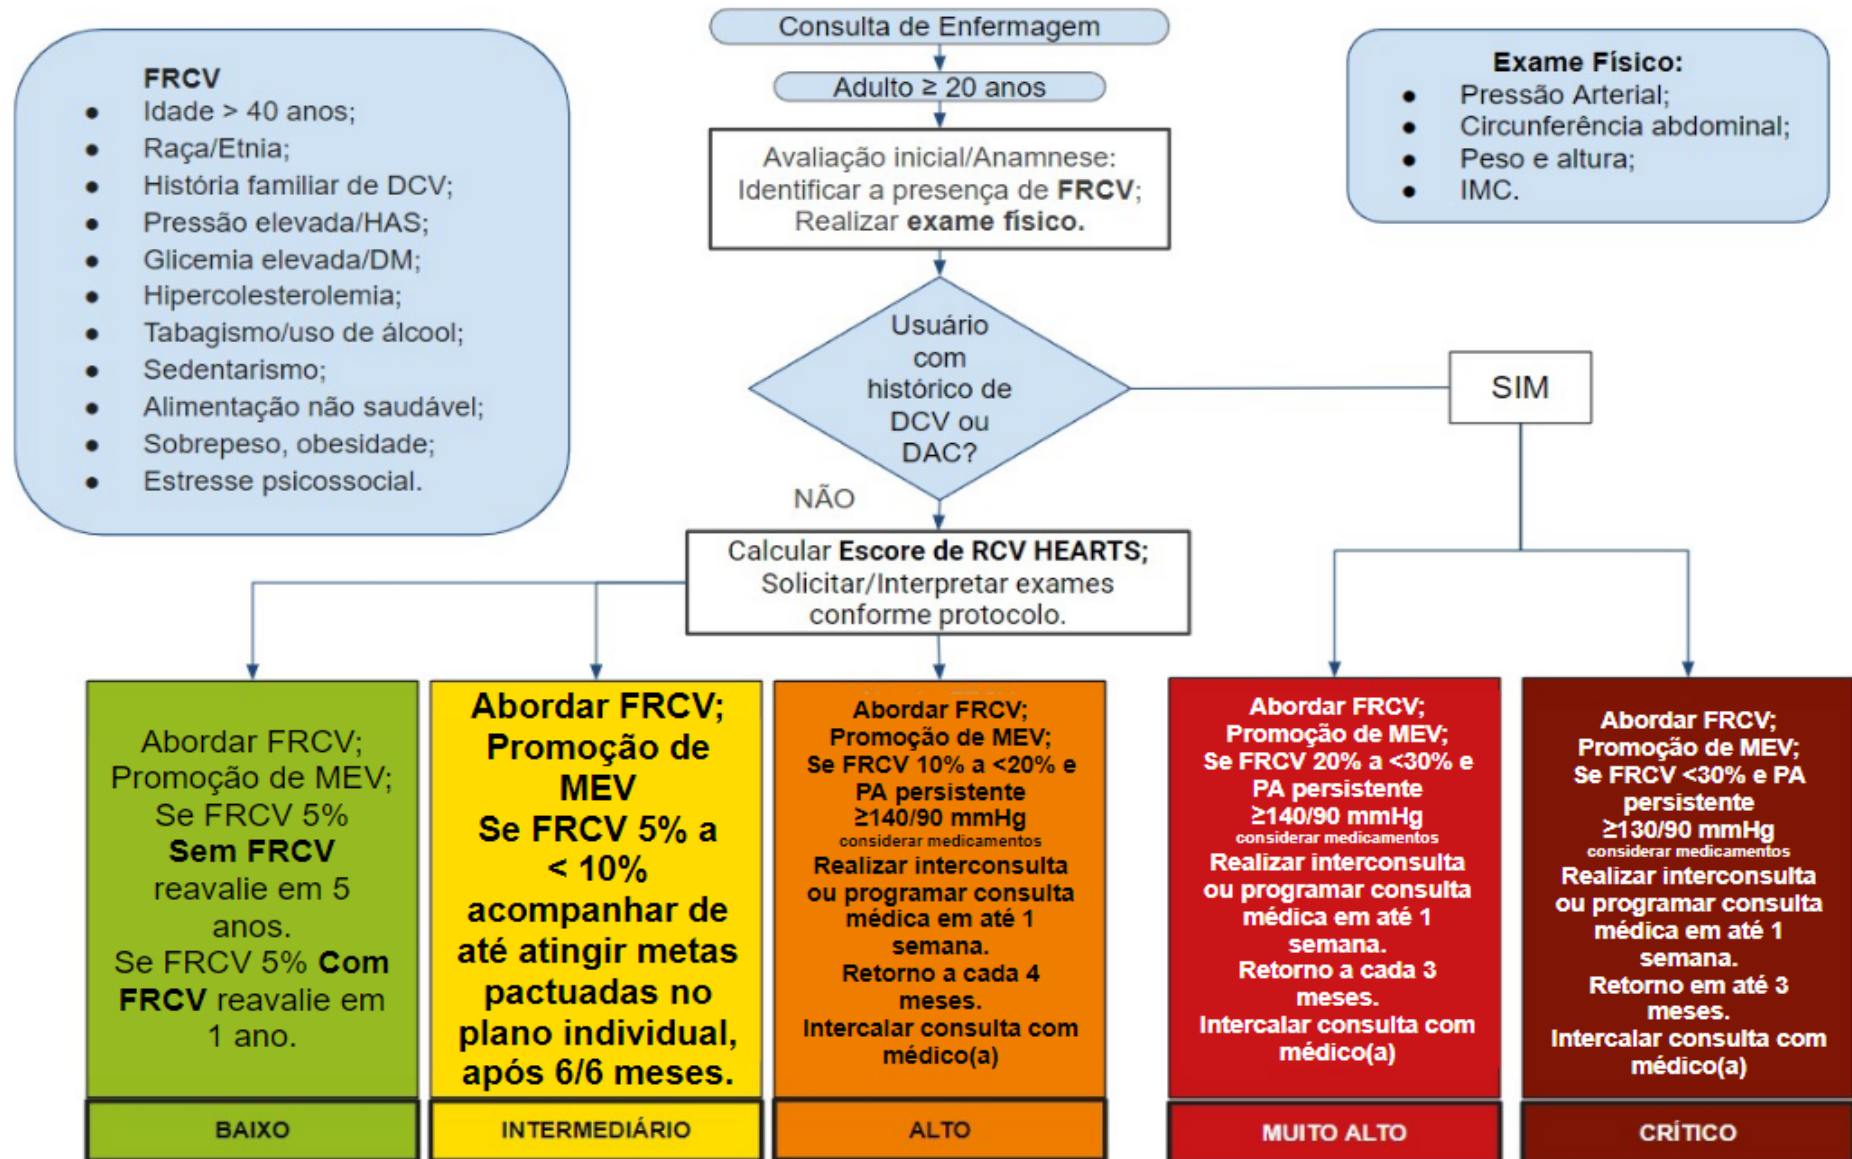 Consulta de Enfermagem
Adulto ≥ 20 anos
FRCV
● Idade > 40 anos;
● Raça/Etnia;
● História familiar de DCV;
● Pressão elevada/HAS;
● Glicemia elevada/DM;
● Hipercolesterolemia;
● Tabagismo/uso de álcool;
● Sedentarismo;
● Alimentação não saudável;
● Sobrepeso, obesidade;
● Estresse psicossocial.
Avaliação inicial/Anamnese:
Identificar a presença de FRCV;
Realizar exame físico.
Exame Físico:
● Pressão Arterial;
● Circunferência abdominal;
● Peso e altura;
● IMC.
Usuário
com
histórico de
DCV ou
DAC?
SIM
NÃO
Calcular Escore de RCV HEARTS;
Solicitar/Interpretar exames
conforme protocolo.
Abordar FRCV;
Promoção de MEV;
Se FRCV 5%
Sem FRCV
reavalie em 5
anos.
Se FRCV 5% Com
FRCV reavalie em
1 ano.
BAIXO
Abordar FRCV;
Promoção de
MEV
Se FRCV 5% a
< 10%
acompanhar de
até atingir metas
pactuadas no
plano individual,
após 6/6 meses.
INTERMEDIÁRIO
Abordar FRCV;
Promoção de MEV;
Se FRCV 10% a <20% e
PA persistente
≥140/90 mmHg
considerar medicamentos
Realizar interconsulta
ou programar consulta
médica em até 1
semana.
Retorno a cada 4
meses.
Intercalar consulta com
médico(a)
ALTO
Abordar FRCV;
Promoção de MEV;
Se FRCV 20% a <30% e
PA persistente
≥140/90 mmHg
considerar medicamentos
Realizar interconsulta
ou programar consulta
médica em até 1
semana.
Retorno a cada 3
meses.
Intercalar consulta com
médico(a)
MUITO ALTO
Abordar FRCV;
Promoção de MEV;
Se FRCV <30% e PA
persistente
≥130/90 mmHg
considerar medicamentos
Realizar interconsulta
ou programar consulta
médica em até 1
semana.
Retorno em até 3
meses.
Intercalar consulta com
médico(a)
CRÍTICO